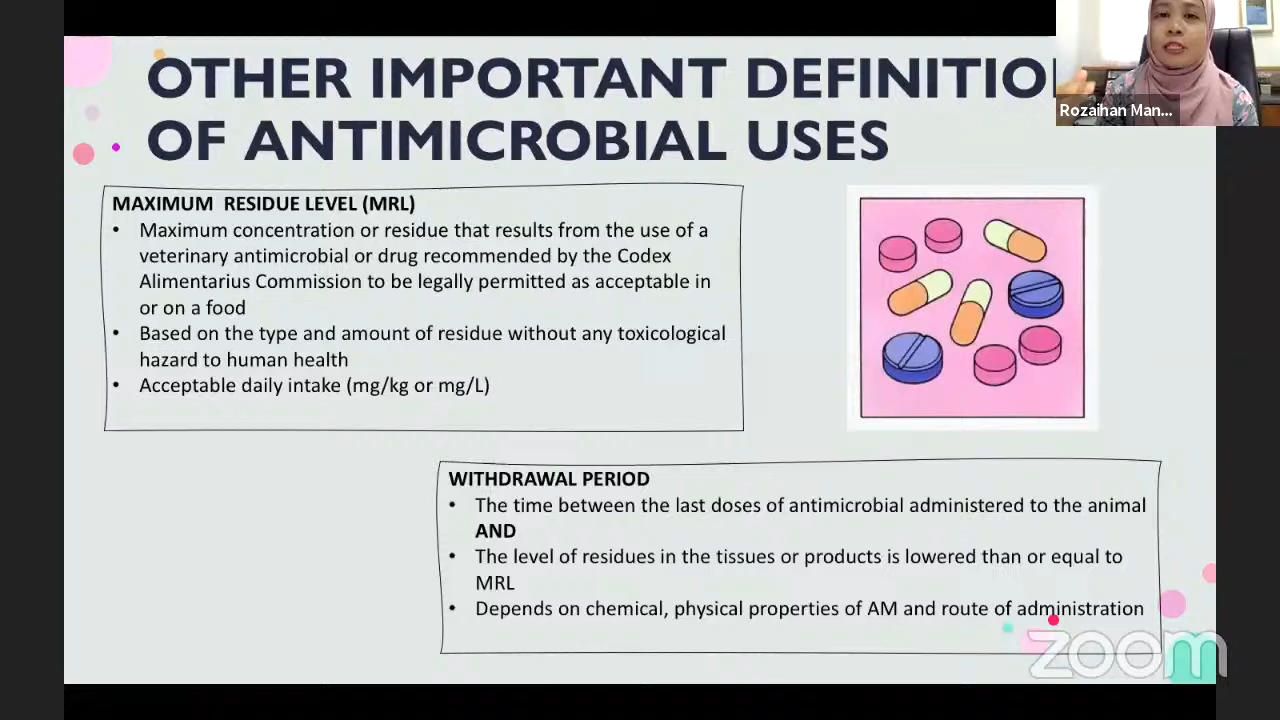 OTHER IMPORTANT DEFINITIO
OF ANTIMICROBIAL USES
Rozaihan Man...
MAXIMUM RESIDUE LEVEL (MRL)
• Maximum concentration or residue that results from the use of a
veterinary antimicrobial or drug recommended by the Codex
Alimentarius Commission to be legally permitted as acceptable in
or on a food
• Based on the type and amount of residue without any toxicological
hazard to human health
• Acceptable daily intake (mg/kg or mg/L)
WITHDRAWAL PERIOD
• The time between the last doses of antimicrobial administered to the animal
AND
• The level of residues in the tissues or products is lowered than or equal to
MRL
• Depends on chemical, physical properties of AM and route of administration
zoom